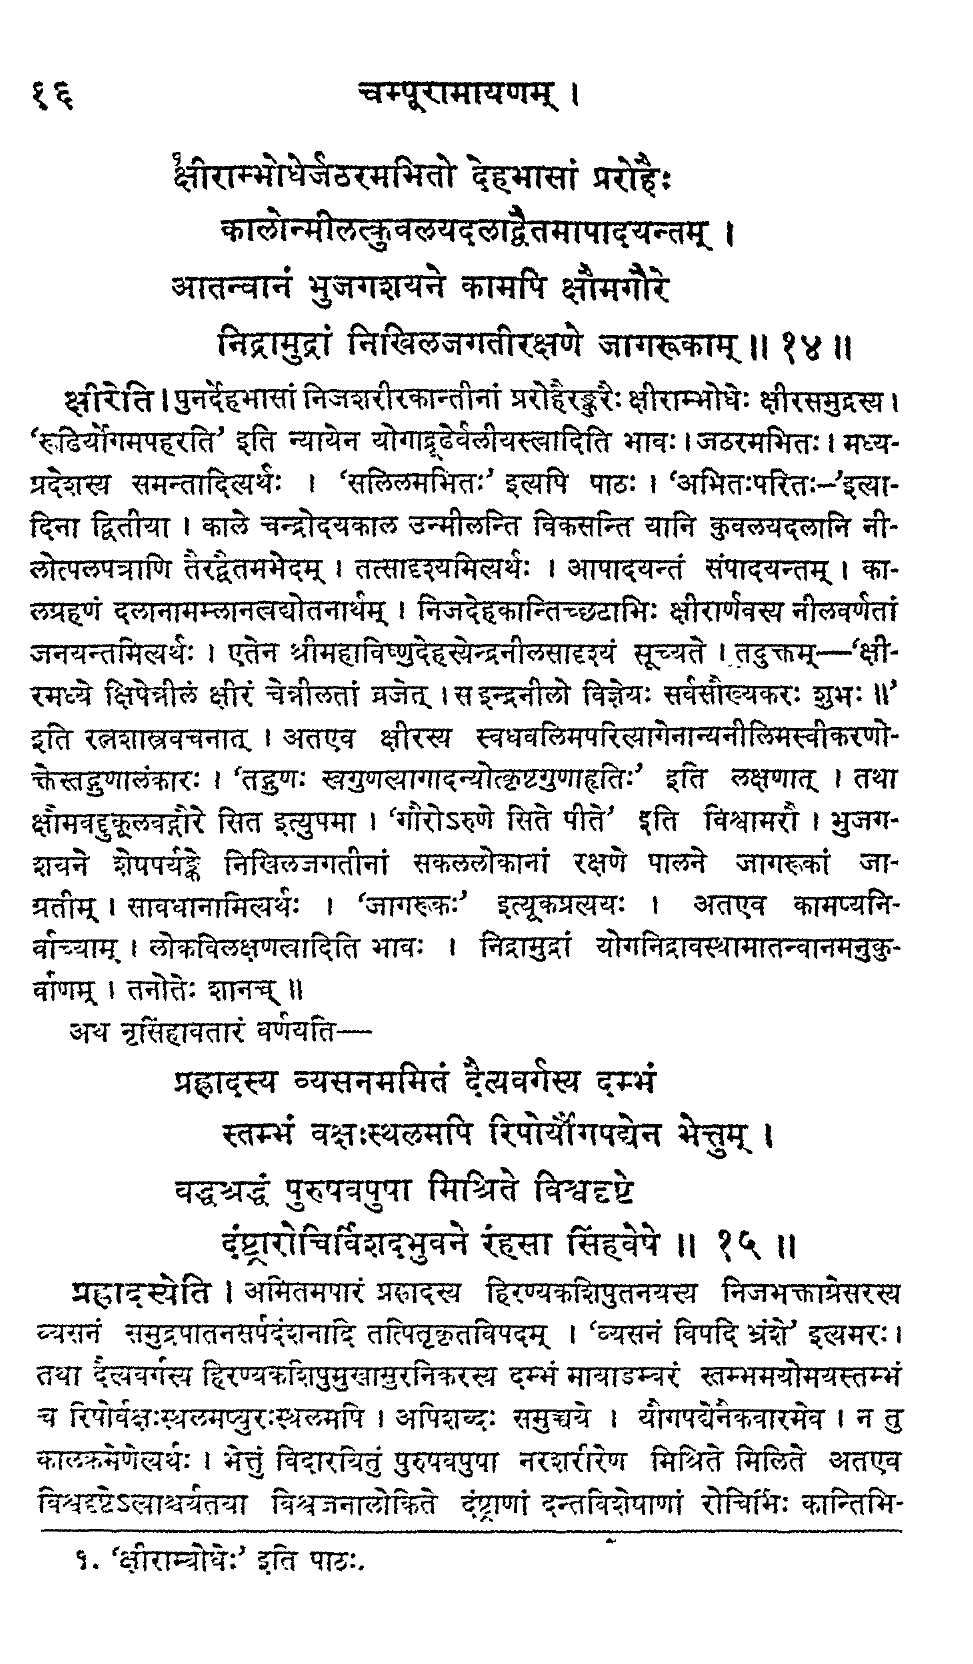 १६ चम्पूरामायणम् ।
१क्षीराम्भोधेर्जठरमभितो देहभासां प्ररोहैः
कालोन्मीलत्कुवलयदलाद्वैतमापादयन्तम् ।
आतन्वानं भुजगशयने कामपि क्षौमगौरे
निद्रामुद्रां निखिलजगतीरक्षणे जागरूकाम् ॥ १४ ॥
क्षीरेति । पुनर्देहभासां निजशरीरकान्तीनां प्ररोहैरङ्कुरैः क्षीराम्भोधेः क्षीरसमुद्रस्य ।
‘रूढिर्योगमपहरति’ इति न्यायेन योगाद्रूढेर्बलीयस्त्वादिति भावः । जठरमभितः । मध्य-
प्रदेशस्य समन्तादित्यर्थः । ‘सलिलमभितः’ इत्यपि पाठः । ‘अभितःपरितः—’इत्या-
दिना द्वितीया । काले चन्द्रोदयकाल उन्मीलन्ति विकसन्ति यानि कुवलयदलानि नी-
लोत्पलपत्राणि तैरद्वैतमभेदम् । तत्सादृश्यमित्यर्थः । आपादयन्तं संपादयन्तम् । का-
लग्रहणं दलानामम्लानत्वद्योतनार्थम् । निजदेहकान्तिच्छटाभिः क्षीरार्णवस्य नीलवर्णतां
जनयन्तमित्यर्थः । एतेन श्रीमहाविष्णुदेहस्येन्द्रनीलसादृश्यं सूच्यते । तदुक्तम्—‘क्षी-
रमध्ये क्षिपेन्नीलं क्षीरं चेन्नीलतां व्रजेत् । स इन्द्रनीलो विज्ञेयः सर्वसौख्यकरः शुभः ॥’
इति रत्नशास्त्रवचनात् । अतएव क्षीरस्य स्वधवलिमपरित्यागेनान्यनीलिमस्वीकरणो-
क्तेस्तद्गुणालंकारः । ‘तद्गुणः स्वगुणत्यागादन्योत्कृष्टगुणाहृतिः’ इति लक्षणात् । तथा
क्षौमवद्दुकूलवद्गौरे सित इत्युपमा । ‘गौरोऽरुणे सिते पीते’ इति विश्वामरौ । भुजग-
शयने शेषपर्यङ्के निखिलजगतीनां सकललोकानां रक्षणे पालने जागरूकां जा-
ग्रतीम् । सावधानामित्यर्थः । ‘जागरूकः’ इत्यूकप्रत्ययः । अतएव कामप्यनि-
र्वाच्याम् । लोकविलक्षणत्वादिति भावः । निद्रामुद्रां योगनिद्रावस्थामातन्वानमनुकु-
र्वाणम् । तनोतेः शानच् ॥
अथ नृसिंहावतारं वर्णयति—
प्रह्लादस्य व्यसनममितं दैत्यवर्गस्य दम्भं
स्तम्भं वक्षःस्थलमपि रिपोर्यौगपद्येन भेत्तुम् ।
बद्धश्रद्धं पुरुषवपुषा मिश्रिते विश्वदृष्टे
दंष्ट्रारोचिर्विशदभुवने रंहसा सिंहवेषे ॥ १५ ॥
प्रह्लादस्येति । अमितमपारं प्रह्लादस्य हिरण्यकशिपुतनयस्य निजभक्ताग्रेसरस्य
व्यसनं समुद्रपातनसर्पदंशनादि तत्पितृकृतविपदम् । ‘व्यसनं विपदि भ्रंशे’ इत्यमरः ।
तथा दैत्यवर्गस्य हिरण्यकशिपुमुखासुरनिकरस्य दम्भं मायाडम्बरं स्तम्भमयोमयस्तम्भं
च रिपोर्वक्षःस्थलमप्युरःस्थलमपि । अपिशब्दः समुच्चये । यौगपद्येनैकवारमेव । न तु
कालक्रमेणेत्यर्थः । भेत्तुं विदारयितुं पुरुषवपुषा नरशरीरेण मिश्रिते मिलिते अतएव
विश्वदृष्टेऽत्याश्चर्यतया विश्वजनालोकिते दंष्ट्राणां दन्तविशेषाणां रोचिर्भिः कान्तिभि-
१. ‘क्षीराम्बोधेः’ इति पाठः.